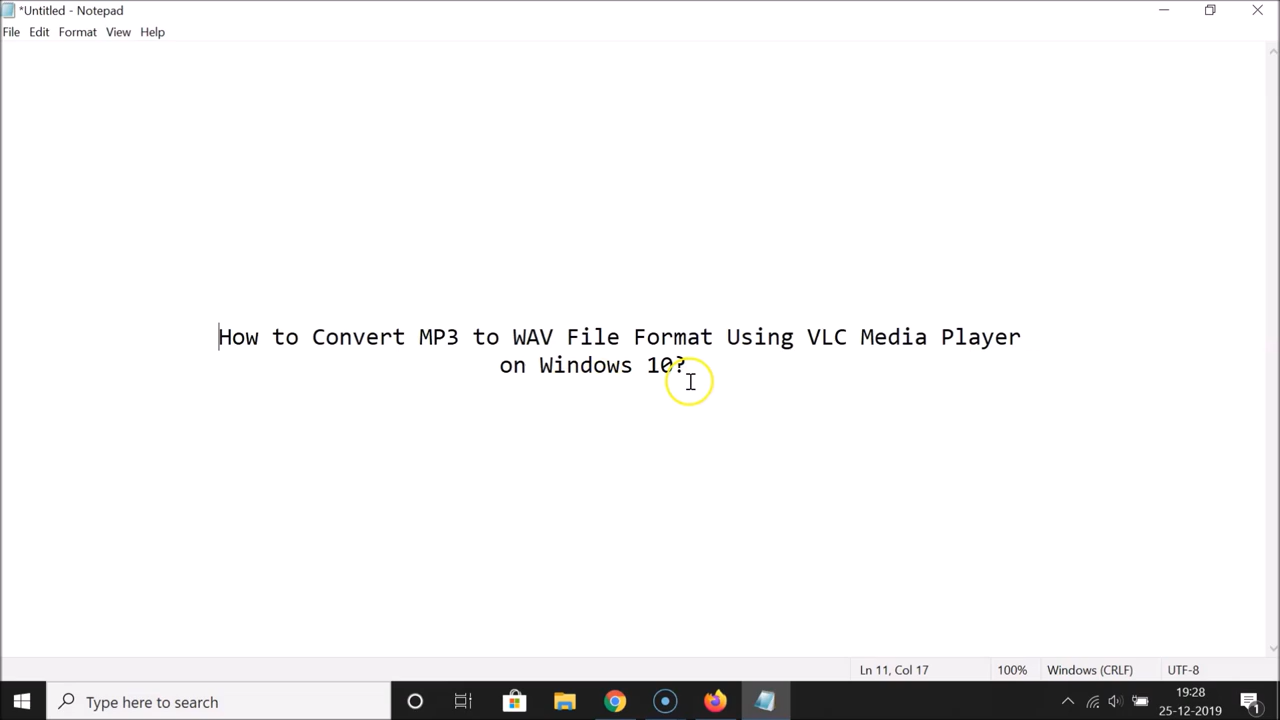 *Untitled - Notepad
File Edit Format View Help
How to Convert MP3 to WAV File Format Using VLC Media Player
on Windows 10?
Ln 11, Col 17 100% Windows (CRLF) UTF-8
Type here to search
19:28
25-12-2019
1